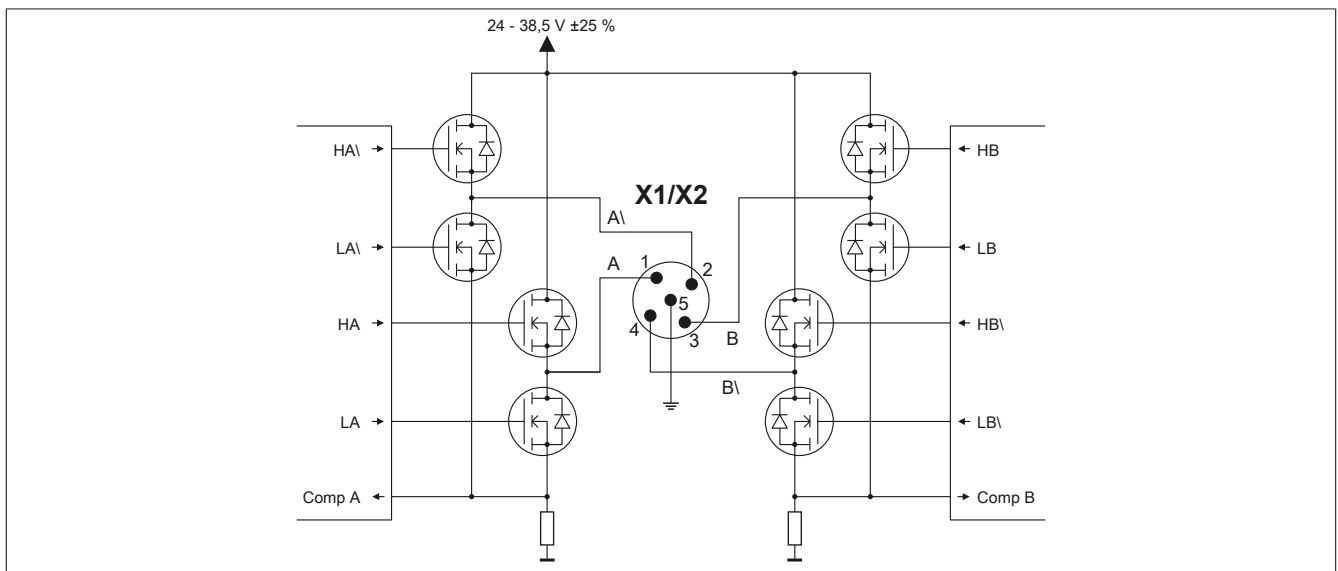 24 - 38,5 V ±25 %
HA\
HB
X1/X2
A\
LA\
LB
A
1
2
5
HA
4
3
B
HB\
B\
LA
LB\
Comp A
Comp B